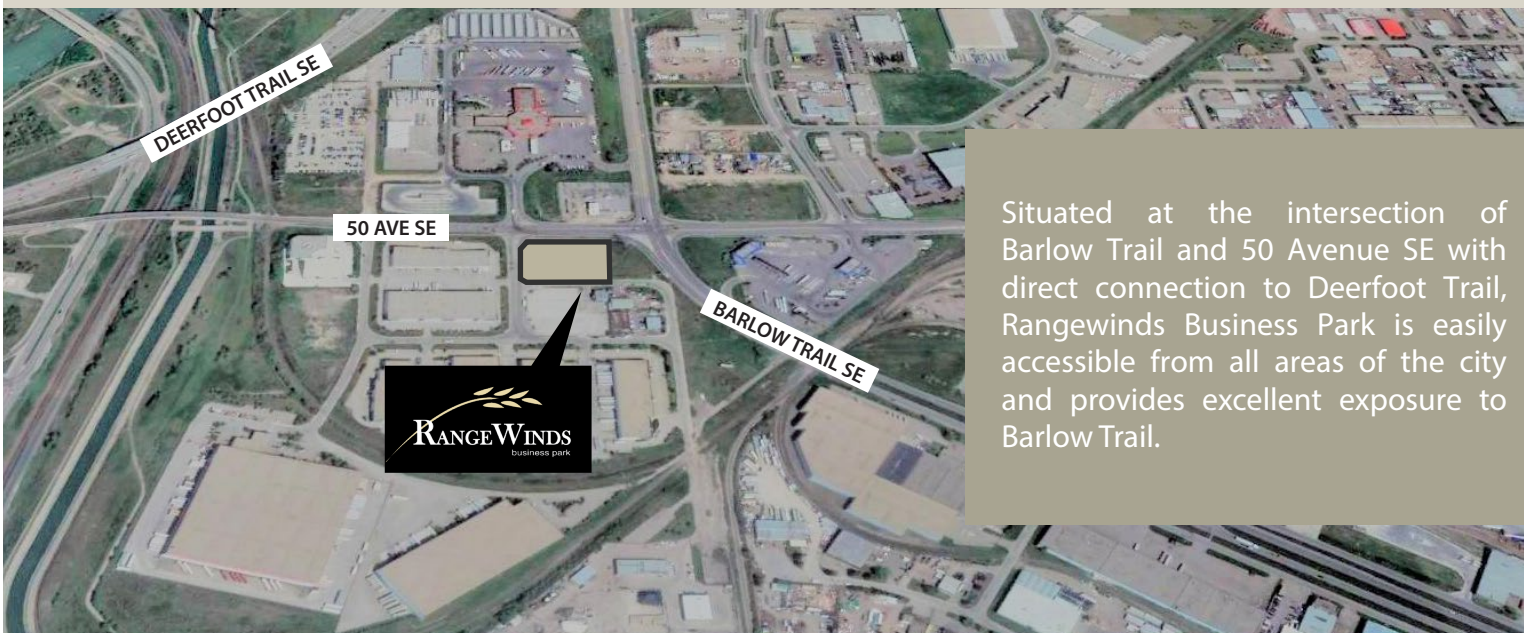 DEERFOOT TRAIL SE
50 AVE SE
BARLOW TRAIL SE
RANGEWINDS
business park
Situated at the intersection of
Barlow Trail and 50 Avenue SE with
direct connection to Deerfoot Trail,
Rangewinds Business Park is easily
accessible from all areas of the city
and provides excellent exposure to
Barlow Trail.